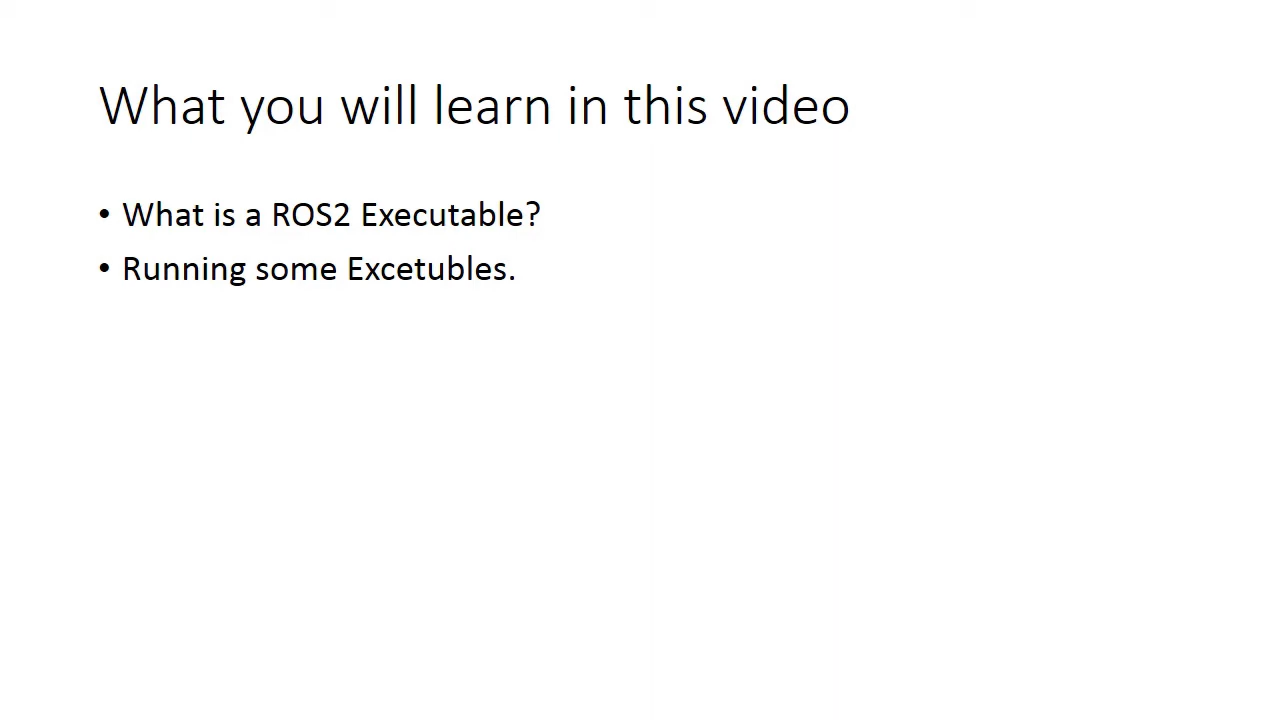 What you will learn in this video
• What is a ROS2 Executable?
• Running some Excetubles.